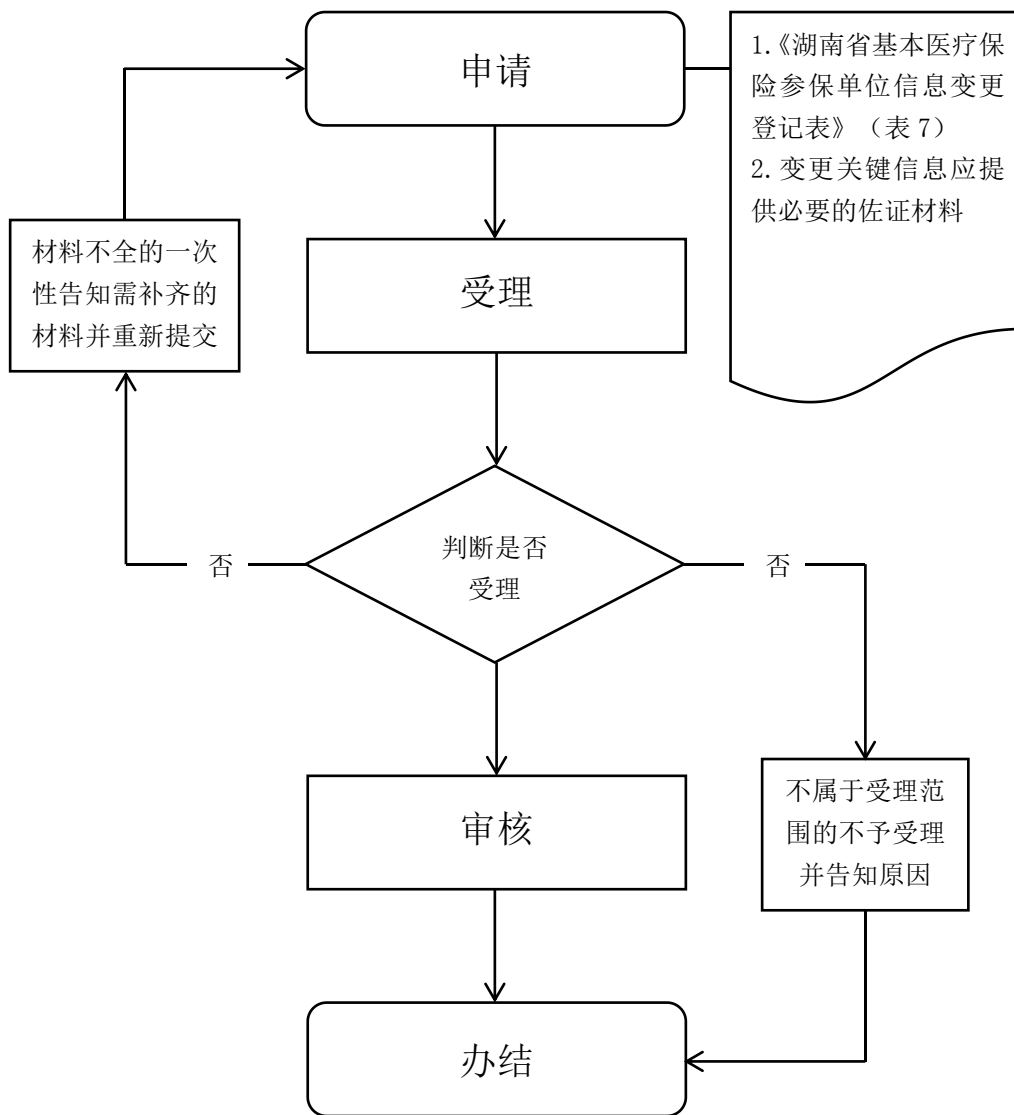 申请
1.《湖南省基本医疗保
险参保单位信息变更
登记表》（表 7）
2. 变更关键信息应提
供必要的佐证材料
材料不全的一次
性告知需补齐的
材料并重新提交
受理
判断是否
受理
否
否
审核
不属于受理范
围的不予受理
并告知原因
办结